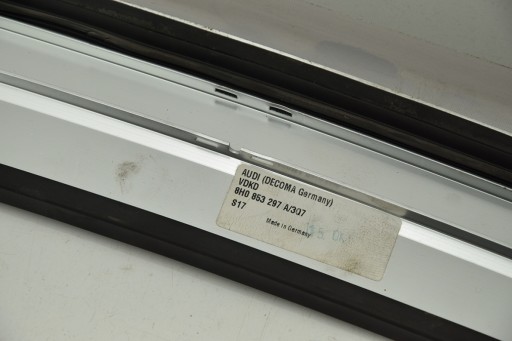 AUDI (DECOMA Germany)
VDKD
8H0 853 297 A/3Q7
S17
Made in Germany